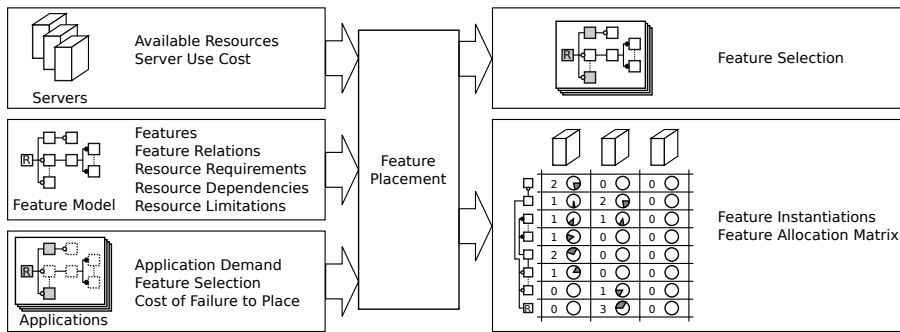 Available Resources
Server Use Cost
Servers
R
Features
Feature Relations
Resource Requirements
Resource Dependencies
Resource Limitations
Feature Model
R
Application Demand
Feature Selection
Cost of Failure to Place
Applications
Feature
Placement
R
Feature Selection
2 0 0
1 2 0
1 1 0
1 0 0
2 0 0
1 0 0
0 1 0
R 0 3 0
Feature Instantiations
Feature Allocation Matrix